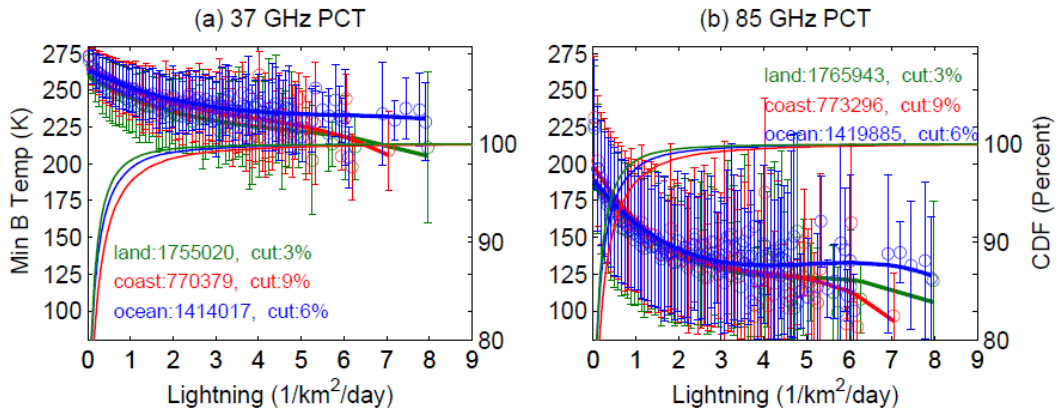 (a) 37 GHz PCT
(b) 85 GHz PCT
Min B Temp (K)
275
250
225
200
175
150
125
100
land:1755020, cut:3%
coast:770379, cut:9%
ocean:1414017, cut:6%
100
90
80
0 1 2 3 4 5 6 7 8 9
Lightning (1/km²/day)
275
250
225
200
175
150
125
100
land:1765943, cut:3%
coast:773296, cut:9%
ocean:1419885, cut:6%
100
90
80
CDF (Percent)
0 1 2 3 4 5 6 7 8 9
Lightning (1/km²/day)